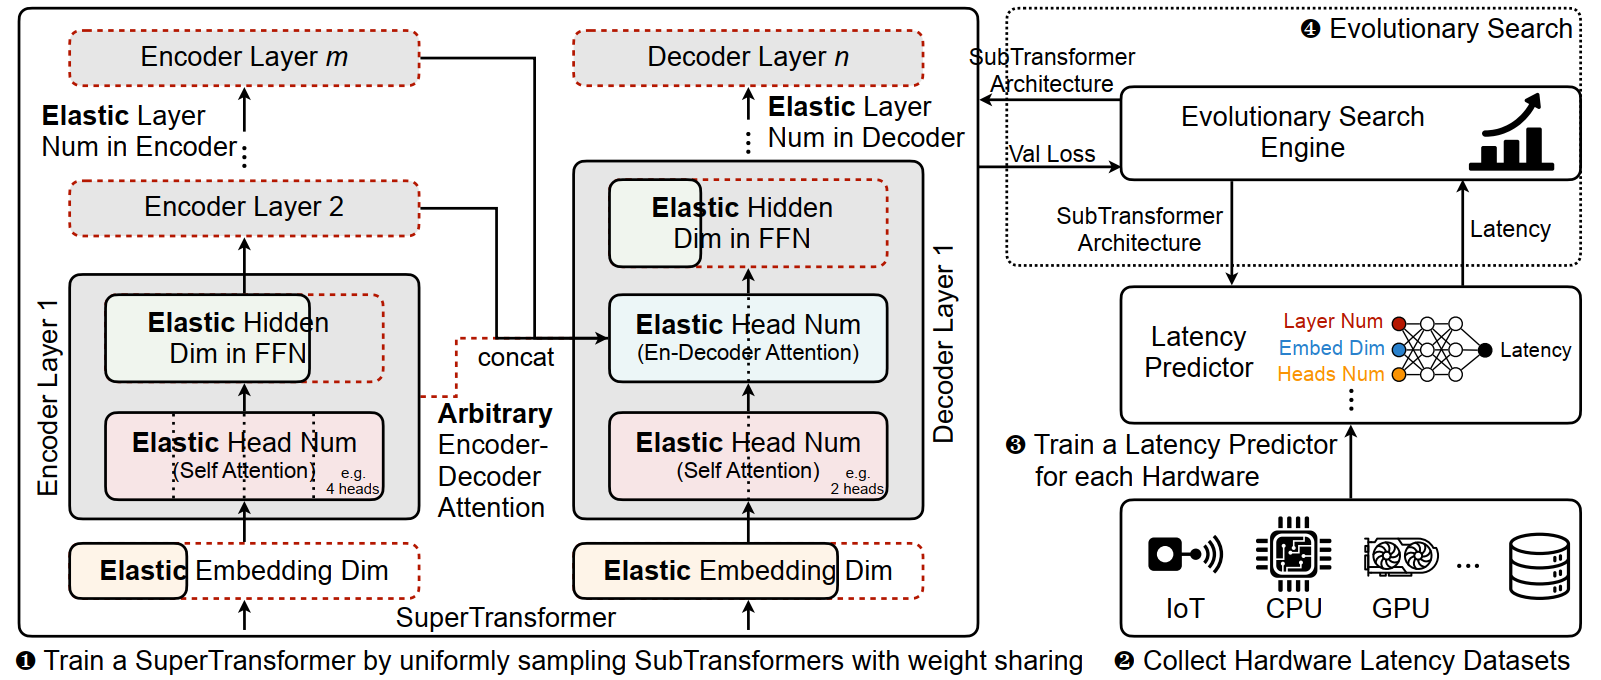 Encoder Layer m
Elastic Layer
Num in Encoder
Encoder Layer 2
Encoder Layer 1
Elastic Hidden
Dim in FFN
Elastic Head Num
(Self Attention)
e.g.
4 heads
Elastic Embedding Dim
concat
Arbitrary
Encoder-
Decoder
Attention
Decoder Layer n
Elastic Layer
Num in Decoder
Decoder Layer 1
Elastic Hidden
Dim in FFN
Elastic Head Num
(En-Decoder Attention)
Elastic Head Num
(Self Attention)
e.g.
2 heads
Elastic Embedding Dim
SuperTransformer
❶ Train a SuperTransformer by uniformly sampling SubTransformers with weight sharing
❹ Evolutionary Search
SubTransformer
Architecture
Val Loss
Evolutionary Search
Engine
SubTransformer
Architecture
Latency
Latency
Predictor
Layer Num
Embed Dim
Heads Num
Latency
❸ Train a Latency Predictor
for each Hardware
IoT
CPU
GPU
...
❷ Collect Hardware Latency Datasets